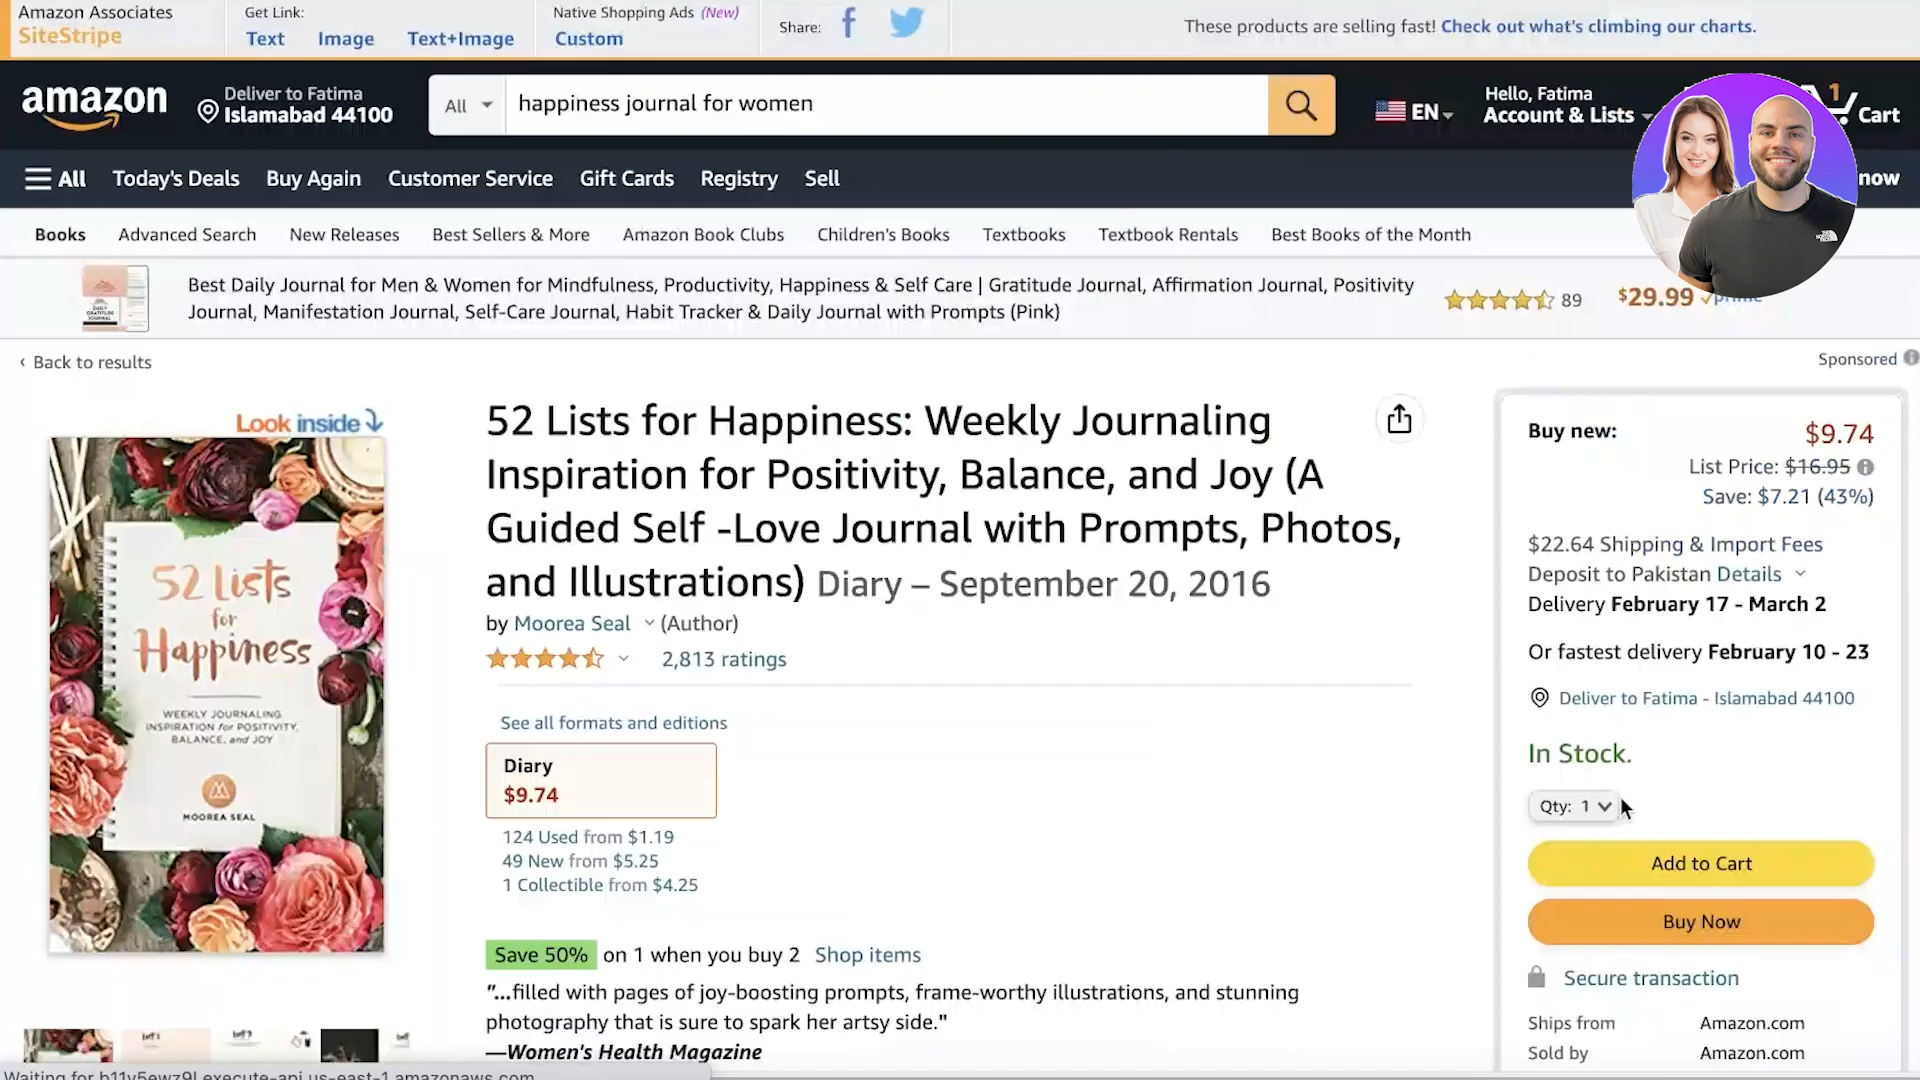 Amazon Associates
SiteStripe
Get Link:
Text Image Text+Image
Native Shopping Ads (New)
Custom
Share:
These products are selling fast! Check out what's climbing our charts.
amazon
Deliver to Fatima
Islamabad 44100
All
happiness journal for women
EN
Hello, Fatima
Account & Lists
1
Cart
All Today's Deals Buy Again Customer Service Gift Cards Registry Sell
now
Books Advanced Search New Releases Best Sellers & More Amazon Book Clubs Children's Books Textbooks Textbook Rentals Best Books of the Month
Best Daily Journal for Men & Women for Mindfulness, Productivity, Happiness & Self Care | Gratitude Journal, Affirmation Journal, Positivity
Journal, Manifestation Journal, Self-Care Journal, Habit Tracker & Daily Journal with Prompts (Pink)
89
$29.99 prime
‹ Back to results
Sponsored
Look inside
52 Lists
for
Happiness
WEEKLY JOURNALING
INSPIRATION for POSITIVITY,
BALANCE, and JOY
MOOREA SEAL
52 Lists for Happiness: Weekly Journaling
Inspiration for Positivity, Balance, and Joy (A
Guided Self -Love Journal with Prompts, Photos,
and Illustrations) Diary – September 20, 2016
by Moorea Seal (Author)
2,813 ratings
See all formats and editions
Diary
$9.74
124 Used from $1.19
49 New from $5.25
1 Collectible from $4.25
Save 50% on 1 when you buy 2 Shop items
"...filled with pages of joy-boosting prompts, frame-worthy illustrations, and stunning
photography that is sure to spark her artsy side."
—Women's Health Magazine
Buy new: $9.74
List Price: $16.95
Save: $7.21 (43%)
$22.64 Shipping & Import Fees
Deposit to Pakistan Details
Delivery February 17 - March 2
Or fastest delivery February 10 - 23
Deliver to Fatima - Islamabad 44100
In Stock.
Qty: 1
Add to Cart
Buy Now
Secure transaction
Ships from Amazon.com
Sold by Amazon.com